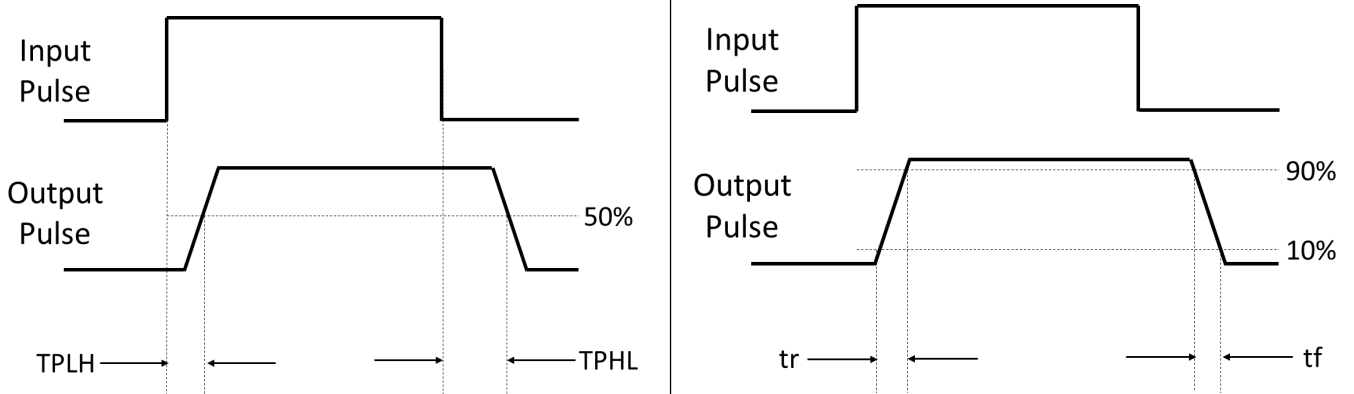 Input
Pulse
Output
Pulse
50%
TPLH
TPHL
Input
Pulse
Output
Pulse
90%
10%
tr
tf